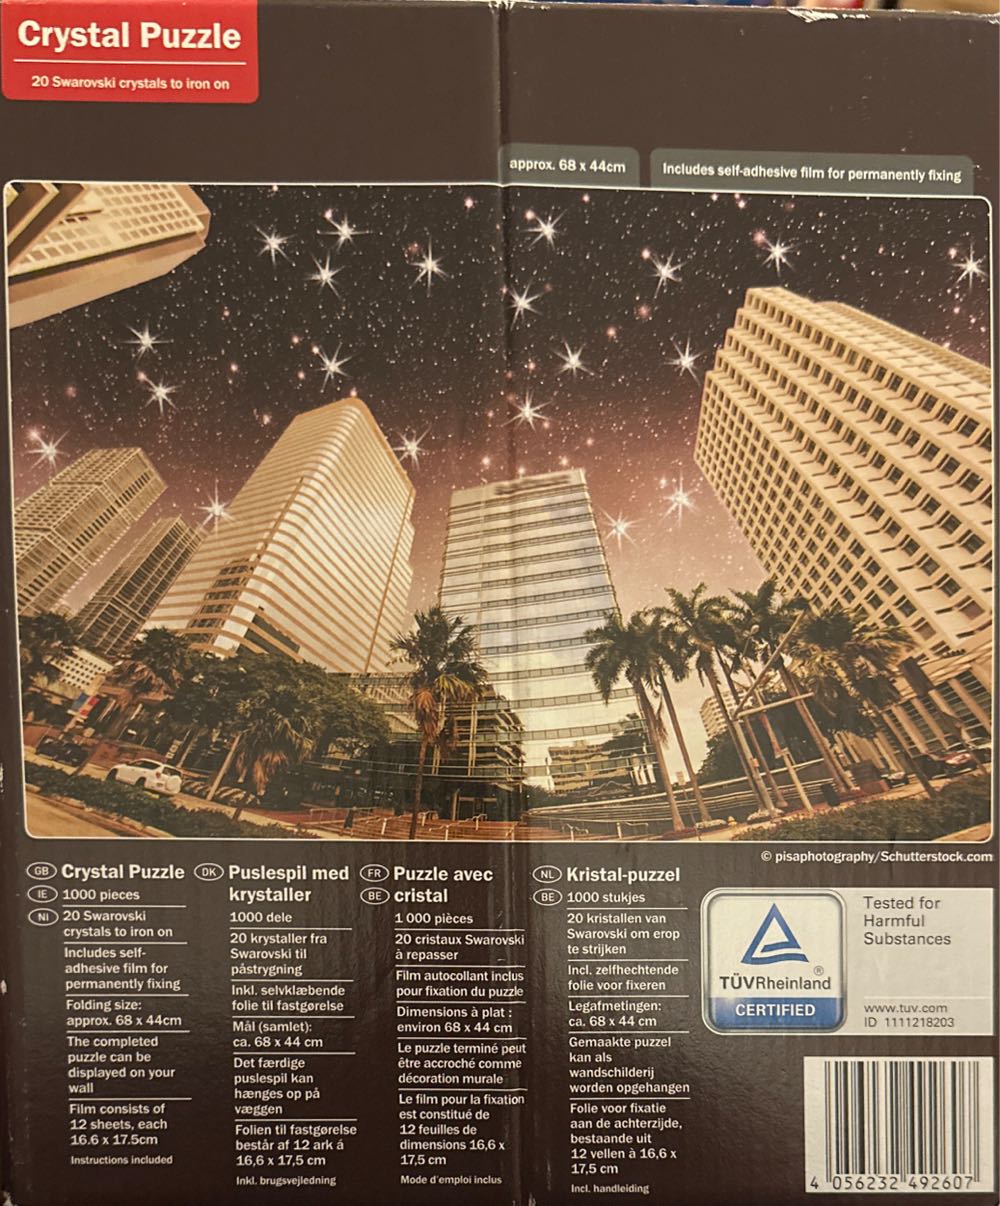 Crystal Puzzle
20 Swarovski crystals to iron on
approx. 68 x 44cm
Includes self-adhesive film for permanently fixing
© pisaphotography/Schutterstock.com
GB Crystal Puzzle
IE 1000 pieces
NI 20 Swarovski
crystals to iron on
Includes self-
adhesive film for
permanently fixing
Folding size:
approx. 68 x 44cm
The completed
puzzle can be
displayed on your
wall
Film consists of
12 sheets, each
16.6 x 17.5cm
Instructions included
DK Puslespil med
krystaller
1000 dele
20 krystaller fra
Swarovski til
påstrygning
Inkl. selvklæbende
folie til fastgørelse
Mål (samlet):
ca. 68 x 44 cm
Det færdige
puslespil kan
hænges op på
væggen
Folien til fastgørelse
består af 12 ark á
16,6 x 17,5 cm
Inkl. brugsvejledning
FR Puzzle avec
BE cristal
1 000 pièces
20 cristaux Swarovski
à repasser
Film autocollant inclus
pour fixation du puzzle
Dimensions à plat :
environ 68 x 44 cm
Le puzzle terminé peut
être accroché comme
décoration murale
Le film pour la fixation
est constitué de
12 feuilles de
dimensions 16,6 x
17,5 cm
Mode d'emploi inclus
NL Kristal-puzzel
BE 1000 stukjes
20 kristallen van
Swarovski om erop
te strijken
Incl. zelfhechtende
folie voor fixeren
Legafmetingen:
ca. 68 x 44 cm
Gemaakte puzzel
kan als
wandschilderij
worden opgehangen
Folie voor fixatie
aan de achterzijde,
bestaande uit
12 vellen à 16,6 x
17,5 cm
Incl. handleiding
TÜVRheinland®
CERTIFIED
Tested for
Harmful
Substances
www.tuv.com
ID 1111218203
4 056232 492607